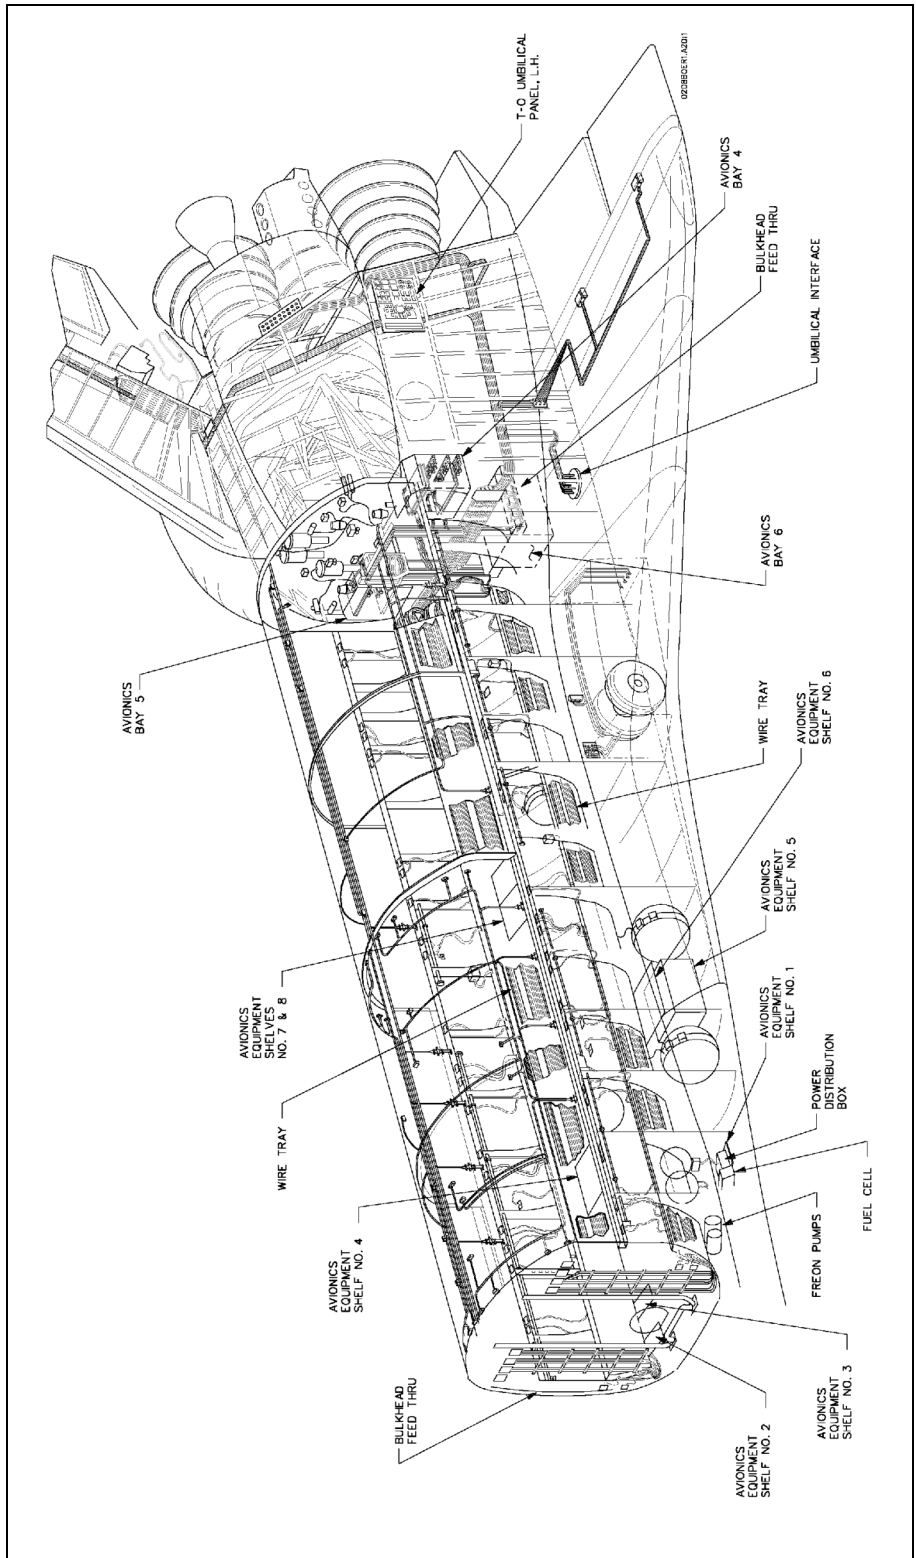 T-O UMBILICAL
PANEL, L.H.
0208BOER1.A2DI1
AVIONICS
BAY 4
BULKHEAD
FEED THRU
UMBILICAL INTERFACE
AVIONICS
BAY 6
AVIONICS
BAY 5
WIRE TRAY
AVIONICS
EQUIPMENT
SHELF NO. 6
AVIONICS
EQUIPMENT
SHELF NO. 5
AVIONICS
EQUIPMENT
SHELF NO. 1
POWER
DISTRIBUTION
BOX
FUEL CELL
FREON PUMPS
AVIONICS
EQUIPMENT
SHELVES
NO. 7 & 8
WIRE TRAY
AVIONICS
EQUIPMENT
SHELF NO. 4
BULKHEAD
FEED THRU
AVIONICS
EQUIPMENT
SHELF NO. 2
AVIONICS
EQUIPMENT
SHELF NO. 3